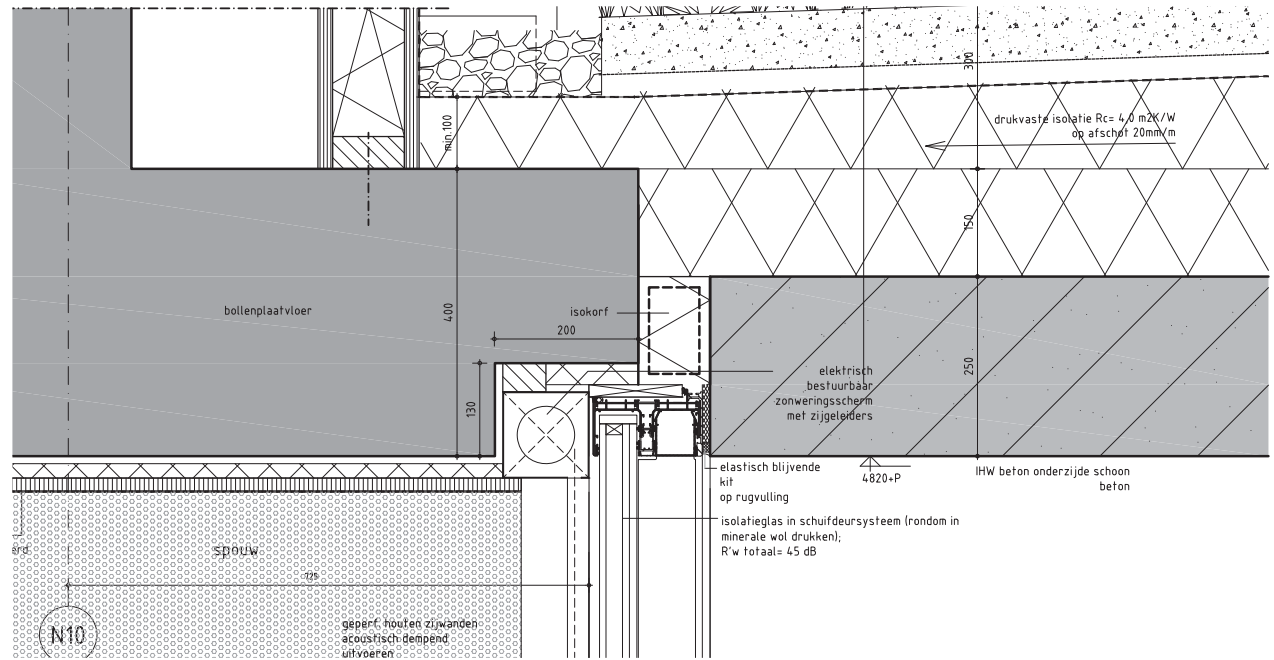 300
min.100
drukvaste isolatie Rc= 4,0 m2K/W
op afschot 20mm/m
150
bollenplaatvloer
400
isokorf
200
250
130
elektrisch
bestuurbaar
zonweringsscherm
met zijgeleiders
elastisch blijvende
kit
op rugvulling
4820+P
IHW beton onderzijde schoon
beton
isolatieglas in schuifdeursysteem (rondom in
minerale wol drukken);
R'w totaal= 45 dB
spouw
N10
geperf. houten zijwanden
acoustisch dempend
uitvoeren